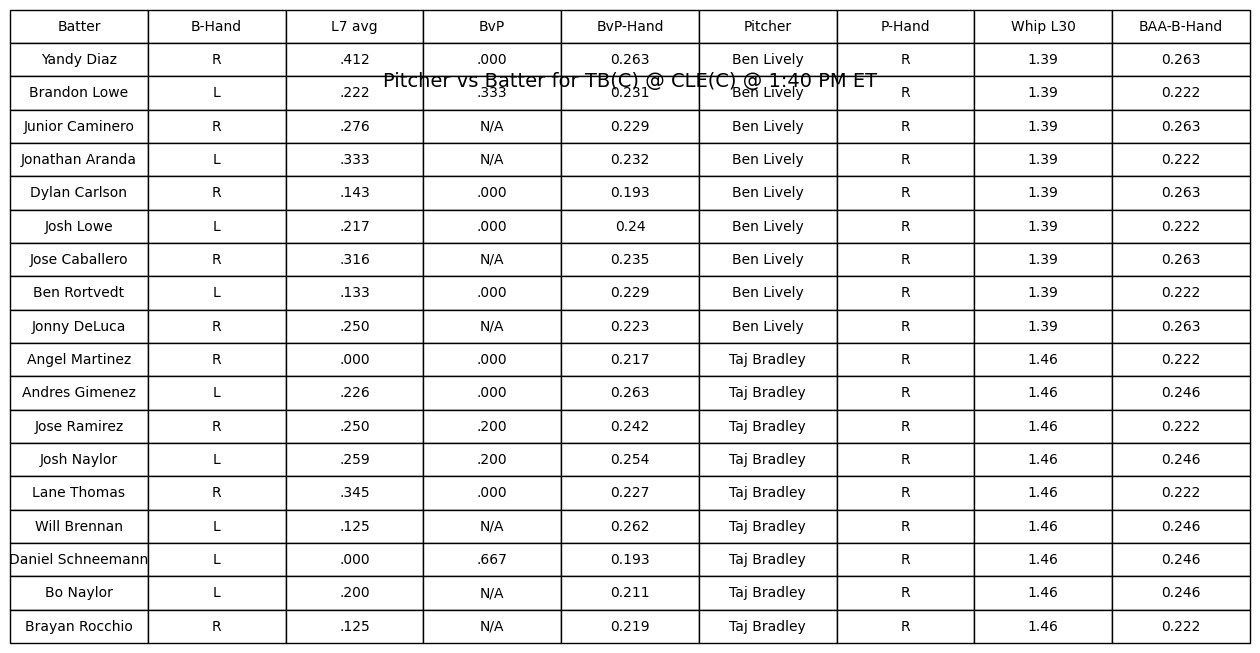 Batter B-Hand L7 avg BvP BvP-Hand Pitcher P-Hand Whip L30 BAA-B-Hand
Yandy Diaz R .412 .000 0.263 Ben Lively R 1.39 0.263
Pitcher vs Batter for TB(C) @ CLE(C) @ 1:40 PM ET
Brandon Lowe L .222 .333 0.231 Ben Lively R 1.39 0.222
Junior Caminero R .276 N/A 0.229 Ben Lively R 1.39 0.263
Jonathan Aranda L .333 N/A 0.232 Ben Lively R 1.39 0.222
Dylan Carlson R .143 .000 0.193 Ben Lively R 1.39 0.263
Josh Lowe L .217 .000 0.24 Ben Lively R 1.39 0.222
Jose Caballero R .316 N/A 0.235 Ben Lively R 1.39 0.263
Ben Rortvedt L .133 .000 0.229 Ben Lively R 1.39 0.222
Jonny DeLuca R .250 N/A 0.223 Ben Lively R 1.39 0.263
Angel Martinez R .000 .000 0.217 Taj Bradley R 1.46 0.222
Andres Gimenez L .226 .000 0.263 Taj Bradley R 1.46 0.246
Jose Ramirez R .250 .200 0.242 Taj Bradley R 1.46 0.222
Josh Naylor L .259 .200 0.254 Taj Bradley R 1.46 0.246
Lane Thomas R .345 .000 0.227 Taj Bradley R 1.46 0.222
Will Brennan L .125 N/A 0.262 Taj Bradley R 1.46 0.246
Daniel Schneemann L .000 .667 0.193 Taj Bradley R 1.46 0.246
Bo Naylor L .200 N/A 0.211 Taj Bradley R 1.46 0.246
Brayan Rocchio R .125 N/A 0.219 Taj Bradley R 1.46 0.222